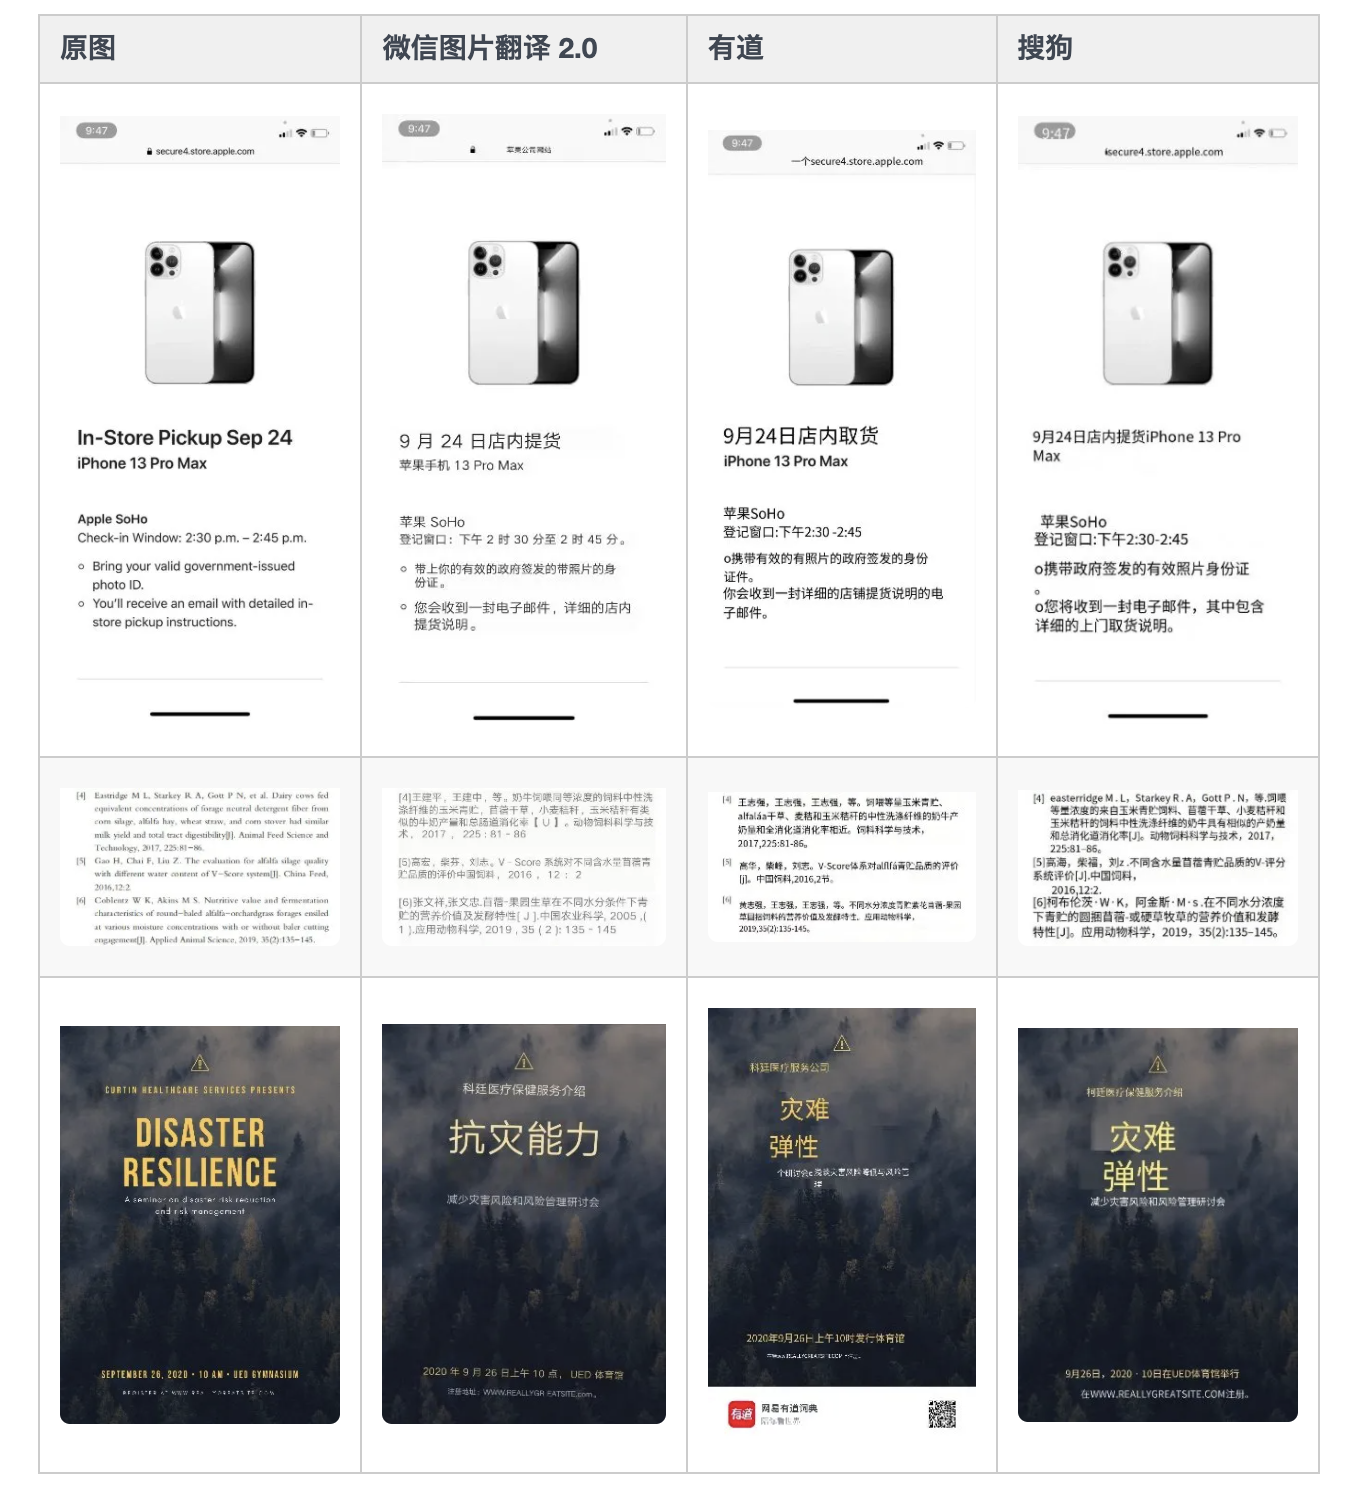 原图
微信图片翻译 2.0
有道
搜狗
9:47
secure4.store.apple.com
In-Store Pickup Sep 24
iPhone 13 Pro Max
Apple SoHo
Check-in Window: 2:30 p.m. – 2:45 p.m.
Bring your valid government-issued
photo ID.
You'll receive an email with detailed in-
store pickup instructions.
9:47
苹果公司网站
9 月 24 日店内提货
苹果手机 13 Pro Max
苹果 SoHo
登记窗口：下午 2 时 30 分至 2 时 45 分。
带上你的有效的政府签发的带照片的身
份证。
您会收到一封电子邮件，详细的店内
提货说明。
9:47
一个secure4.store.apple.com
9月24日店内取货
iPhone 13 Pro Max
苹果SoHo
登记窗口:下午2:30 -2:45
o携带有效的有照片的政府签发的身份
证件。
你会收到一封详细的店铺提货说明的电
子邮件。
9:47
secure4.store.apple.com
9月24日店内提货iPhone 13 Pro
Max
苹果SoHo
登记窗口:下午2:30-2:45
o携带政府签发的有效照片身份证
。
o您将收到一封电子邮件，其中包含
详细的上门取货说明。
[4] Eastridge M L, Starkey R A, Gott P N, et al. Dairy cows fed
equivalent concentrations of forage neutral detergent fiber from
corn silage, alfalfa hay, wheat straw, and corn stover had similar
milk yield and total tract digestibility[J]. Animal Feed Science and
Technology, 2017, 225:81-86.
[5] Gao H, Chai F, Liu Z. The evaluation for alfalfa silage quality
with different water content of V-Score system[J]. China Feed,
2016,12:2.
[6] Coblentz W K, Akins M S. Nutritive value and fermentation
characteristics of round-baled alfalfa-orchardgrass forages ensiled
at various moisture concentrations with or without baler cutting
engagement[J]. Applied Animal Science, 2019, 35(2):135-145.
[4]王建平，王建中，等。奶牛饲喂同等浓度的饲料中性洗
涤纤维的玉米青贮，苜蓿干草，小麦秸秆，玉米秸秆有类
似的牛奶产量和总肠道消化率【 U 】。动物饲料科学与技
术， 2017 ， 225 : 81 - 86
[5]高宏，柴芬，刘志。V - Score 系统对不同含水量苜蓿青
贮品质的评价中国饲料， 2016 ， 12 ： 2
[6]张文祥,张文忠.苜蓿-果园生草在不同水分条件下青
贮的营养价值及发酵特性[ J ].中国农业科学, 2005 ,(
1 ).应用动物科学, 2019 , 35 ( 2 ): 135 - 145
[4] 王志强，王志强，王志强，等。饲喂等量玉米青贮、
alfaláa干草、麦秸和玉米秸秆的中性洗涤纤维的奶牛产
奶量和全消化道消化率相近。饲料科学与技术，
2017,225:81-86。
[5] 高华，柴峰，刘志。V-Score体系对alflfa青贮品质的评价
[j]。中国饲料,2016,2节。
[6] 黄志强，王志强，王志强，等。不同水分浓度青贮紫花苜蓿-果园
草圆捆饲料的营养价值及发酵特性。应用动物科学，
2019,35(2):135-145。
[4] easterridge M . L，Starkey R . A，Gott P . N，等.饲喂
等量浓度的来自玉米青贮饲料、苜蓿干草、小麦秸秆和
玉米秸秆的饲料中性洗涤纤维的奶牛具有相似的产奶量
和总消化道消化率[J]。动物饲料科学与技术，2017，
225:81-86。
[5]高海，柴福，刘z .不同含水量苜蓿青贮品质的V-评分
系统评价[J].中国饲料，
2016,12:2.
[6]柯布伦茨· W · K，阿金斯· M · s .在不同水分浓度
下青贮的圆捆苜蓿-或硬草牧草的营养价值和发酵
特性[J]。应用动物科学，2019，35(2):135-145。
CURTIN HEALTHCARE SERVICES PRESENTS
DISASTER
RESILIENCE
A seminar on disaster risk reduction
and risk management
SEPTEMBER 26, 2020 • 10 AM • UED GYMNASIUM
REGISTER AT WWW.REALLYGREATSITE.COM
科廷医疗保健服务介绍
抗灾能力
减少灾害风险和风险管理研讨会
2020 年 9 月 26 日上午 10 点， UED 体育馆
注册地址：WWW.REALLYGR EATSITE.com。
科廷医疗服务公司
灾难
弹性
2020年9月26日上午10时发行体育馆
有道
网易有道词典
陪你看世界
柯廷医疗保健服务介绍
灾难
弹性
减少灾害风险和风险管理研讨会
9月26日，2020 · 10日在UED体育馆举行
在WWW.REALLYGREATSITE.COM注册。